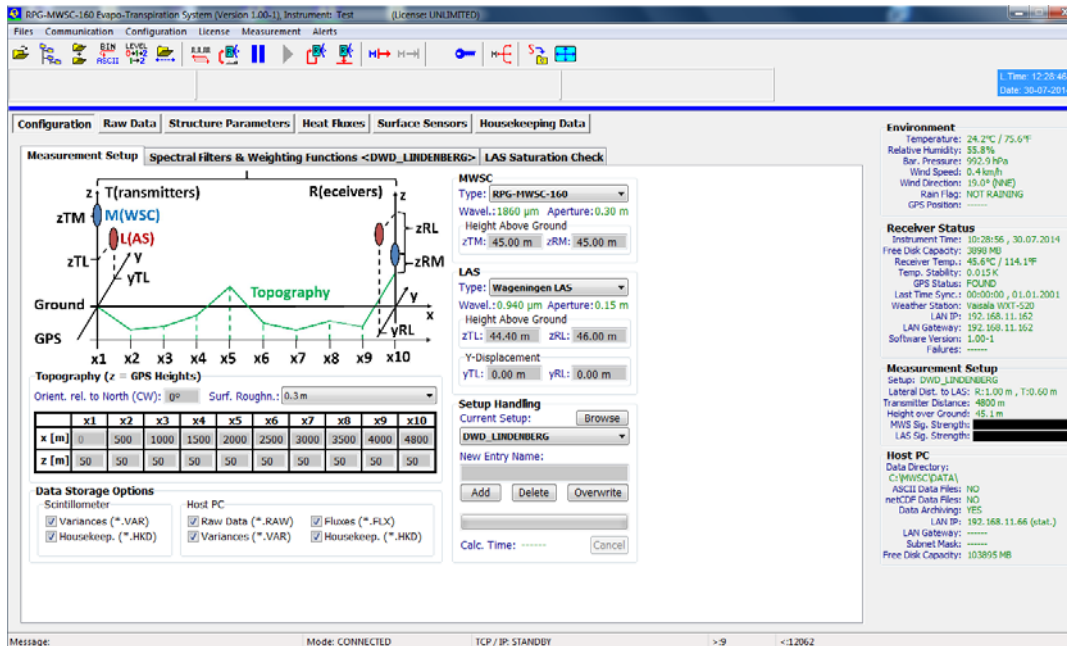 RPG-MWSC-160 Evapo-Transpiration System (Version 1.00-1), Instrument: Test (License: UNLIMITED)
Files Communication Configuration License Measurement Alerts
BIN ASCII LEVEL 0→1→2 1→2
L.Time: 12:28:46
Date: 30-07-2014
Configuration Raw Data Structure Parameters Heat Fluxes Surface Sensors Housekeeping Data
Measurement Setup Spectral Filters & Weighting Functions <DWD_LINDENBERG> LAS Saturation Check
z T(transmitters) R(eceivers) z
zTM M(WSC) zRL
L(AS)
zTL y zRM
yTL
Ground Topography y x
GPS yRL
x1 x2 x3 x4 x5 x6 x7 x8 x9 x10
Topography (z = GPS Heights)
Orient. rel. to North (CW): 0° Surf. Roughn.: 0.3 m
x1 x2 x3 x4 x5 x6 x7 x8 x9 x10
x [m] 0 500 1000 1500 2000 2500 3000 3500 4000 4800
z [m] 50 50 50 50 50 50 50 50 50 50
Data Storage Options
Scintillometer Host PC
Variances (*.VAR) Raw Data (*.RAW) Fluxes (*.FLX)
Housekeep. (*.HKD) Variances (*.VAR) Housekeep. (*.HKD)
MWSC
Type: RPG-MWSC-160
Wavel.:1860 µm Aperture:0.30 m
Height Above Ground
zTM: 45.00 m zRM: 45.00 m
LAS
Type: Wageningen LAS
Wavel.:0.940 µm Aperture:0.15 m
Height Above Ground
zTL: 44.40 m zRL: 46.00 m
Y-Displacement
yTL: 0.00 m yRL: 0.00 m
Setup Handling
Current Setup: Browse
DWD_LINDENBERG
New Entry Name:
Add Delete Overwrite
Calc. Time: ------ Cancel
Environment
Temperature: 24.2°C / 75.6°F
Relative Humidity: 55.8%
Bar. Pressure: 992.9 hPa
Wind Speed: 0.4 km/h
Wind Direction: 19.0° (NNE)
Rain Flag: NOT RAINING
GPS Position: ------
Receiver Status
Instrument Time: 10:28:56 , 30.07.2014
Free Disk Capacity: 3898 MB
Receiver Temp.: 45.6°C / 114.1°F
Temp. Stability: 0.015 K
GPS Status: FOUND
Last Time Sync.: 00:00:00 , 01.01.2001
Weather Station: Vaisala WXT-520
LAN IP: 192.168.11.162
LAN Gateway: 192.168.11.162
Software Version: 1.00-1
Failures: ------
Measurement Setup
Setup: DWD_LINDENBERG
Lateral Dist. to LAS: R:1.00 m , T:0.60 m
Transmitter Distance: 4800 m
Height over Ground: 45.1 m
MWS Sig. Strength:
LAS Sig. Strength:
Host PC
Data Directory:
C:\MWSC\DATA\
ASCII Data Files: NO
netCDF Data Files: NO
Data Archiving: YES
LAN IP: 192.168.11.66 (stat.)
LAN Gateway: ------
Subnet Mask: ------
Free Disk Capacity: 103895 MB
Message: Mode: CONNECTED TCP / IP: STANDBY >:9 <:12062